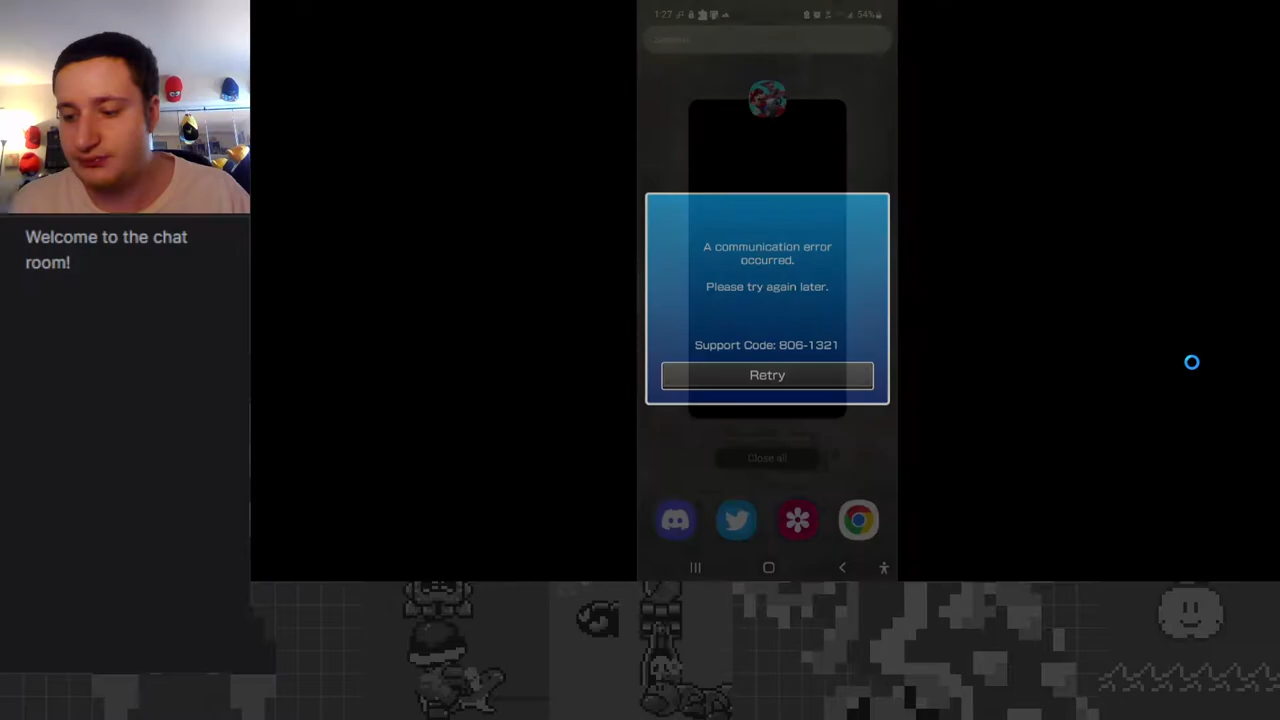 1:27
54%
A communication error
occurred.
Please try again later.
Support Code: 806-1321
Retry
Close all
Welcome to the chat
room!